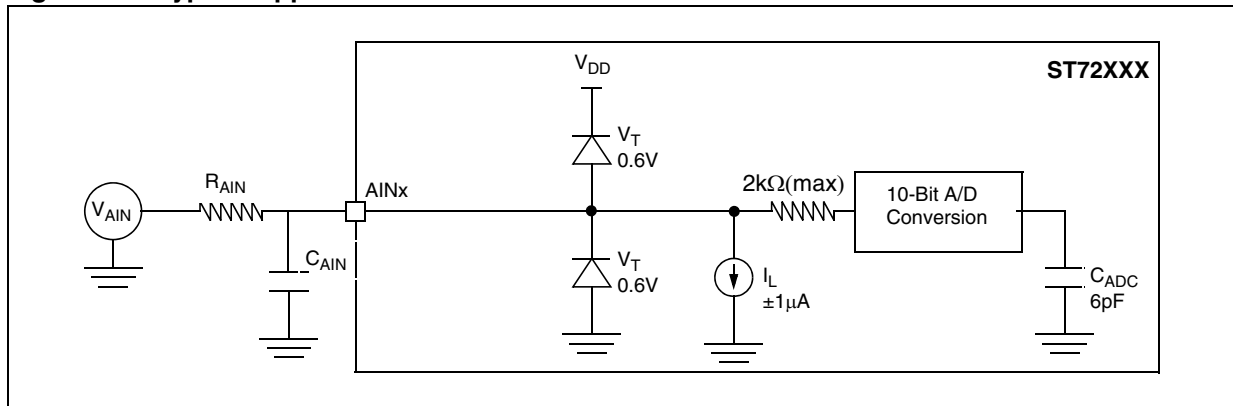 ST72XXX
V_DD
V_T
0.6V
R_AIN
AINx
2kΩ(max)
10-Bit A/D
Conversion
V_AIN
C_AIN
V_T
0.6V
I_L
±1μA
C_ADC
6pF